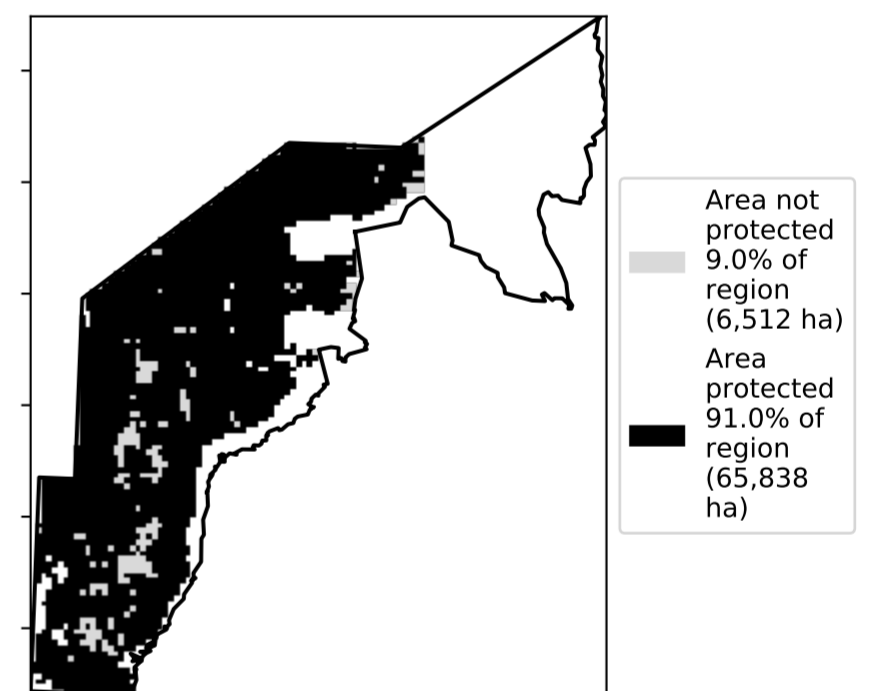 Area not
protected
9.0% of
region
(6,512 ha)
Area
protected
91.0% of
region
(65,838
ha)